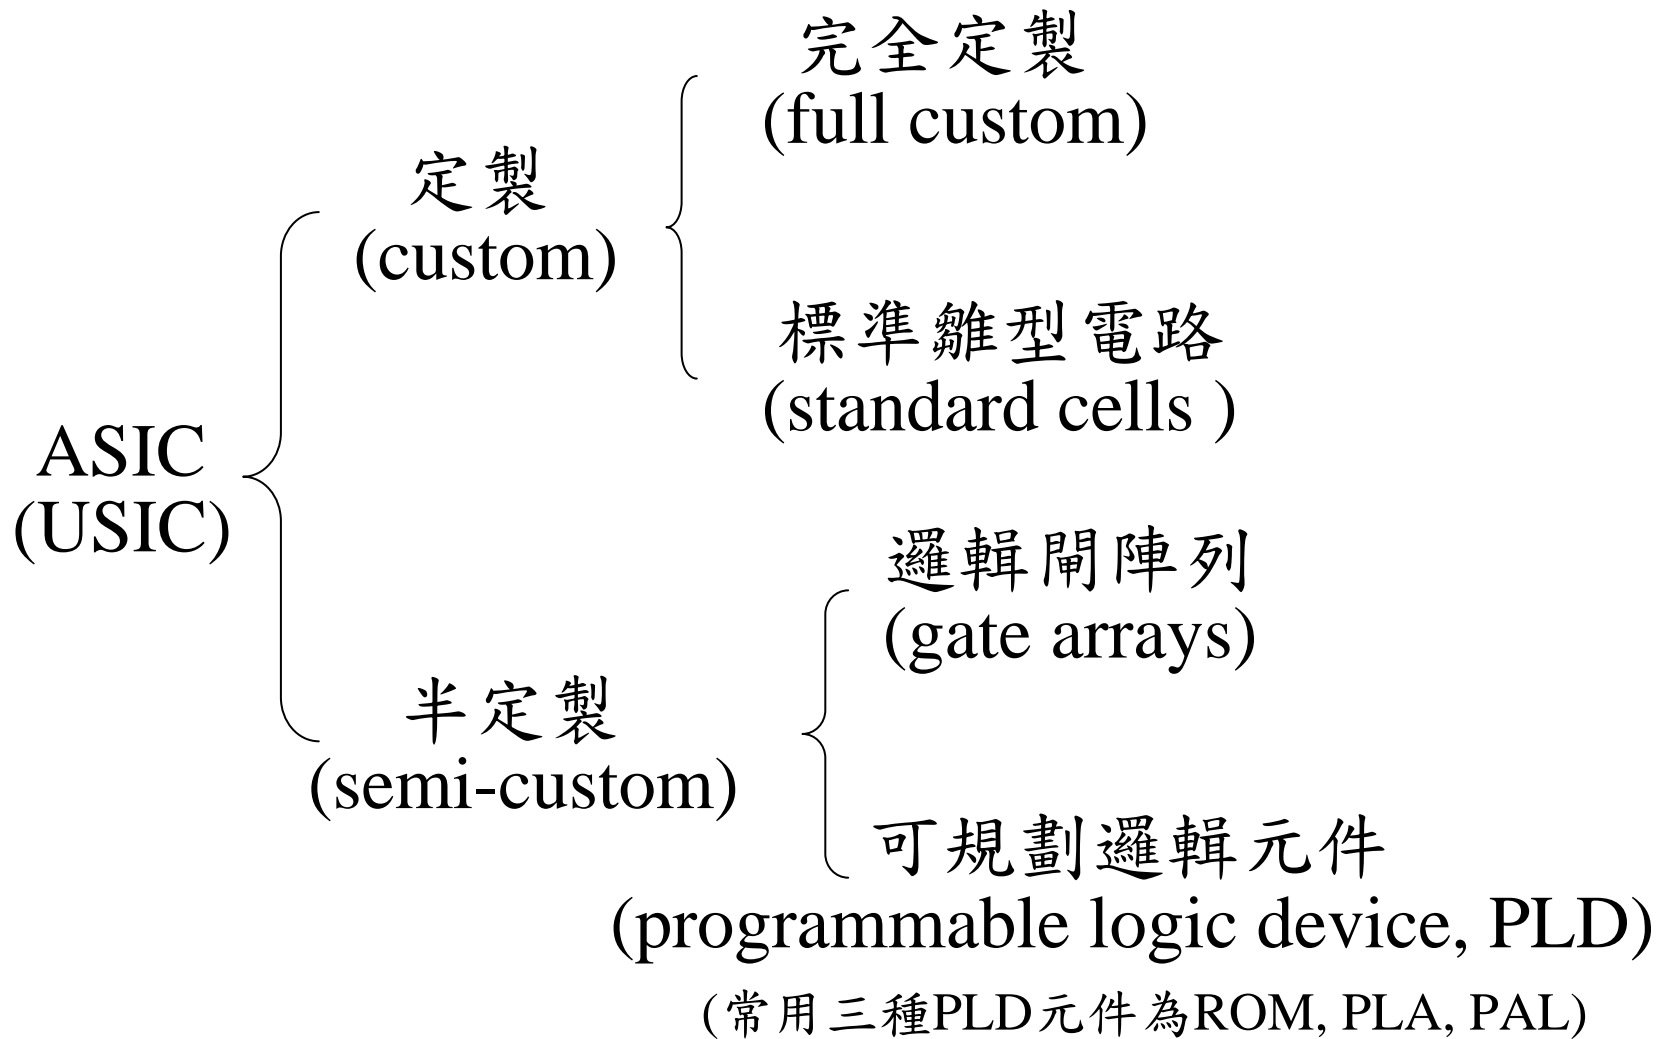 ASIC
(USIC)
定製
(custom)
完全定製
(full custom)
標準雛型電路
(standard cells )
半定製
(semi-custom)
邏輯閘陣列
(gate arrays)
可規劃邏輯元件
(programmable logic device, PLD)
(常用三種PLD元件為ROM, PLA, PAL)